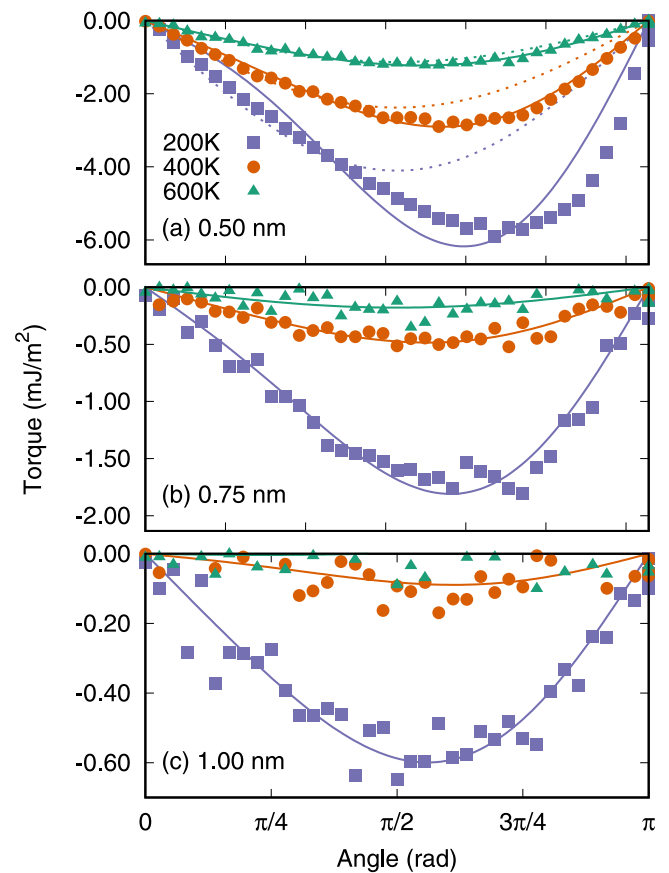 0.00
-2.00
-4.00
-6.00
200K
400K
600K
(a) 0.50 nm
0.00
-0.50
-1.00
-1.50
-2.00
(b) 0.75 nm
Torque (mJ/m²)
0.00
-0.20
-0.40
-0.60
(c) 1.00 nm
0 π/4 π/2 3π/4 π
Angle (rad)